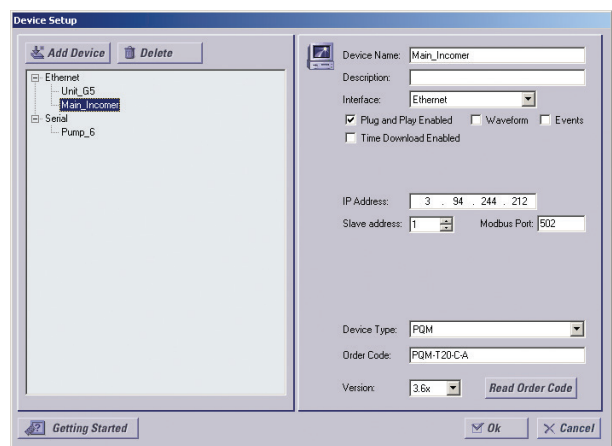 Device Setup
Add Device Delete
Ethernet
Unit_G5
Main_Incomer
Serial
Pump_6
Device Name: Main_Incomer
Description:
Interface: Ethernet
Plug and Play Enabled Waveform Events
Time Download Enabled
IP Address: 3 . 94 . 244 . 212
Slave address: 1 Modbus Port: 502
Device Type: PQM
Order Code: PQM-T20-C-A
Version: 3.6x Read Order Code
Getting Started Ok Cancel